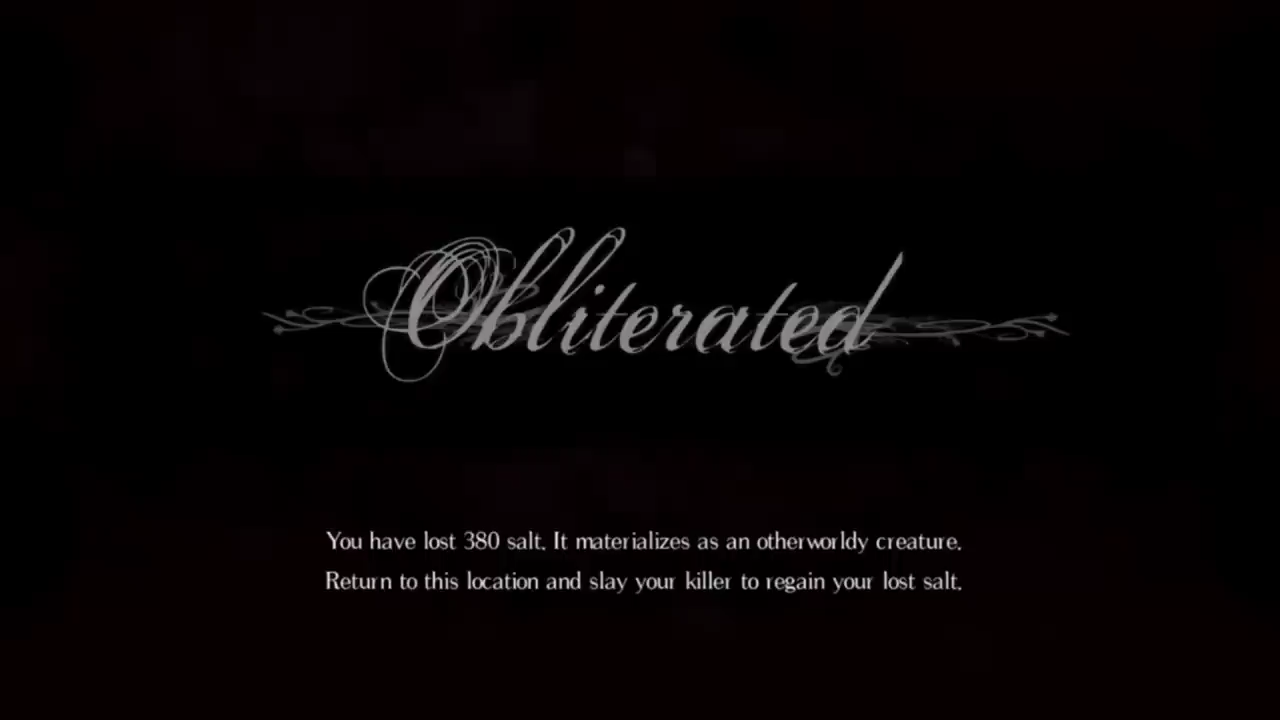 Obliterated
You have lost 380 salt. It materializes as an otherworldly creature.
Return to this location and slay your killer to regain your lost salt.